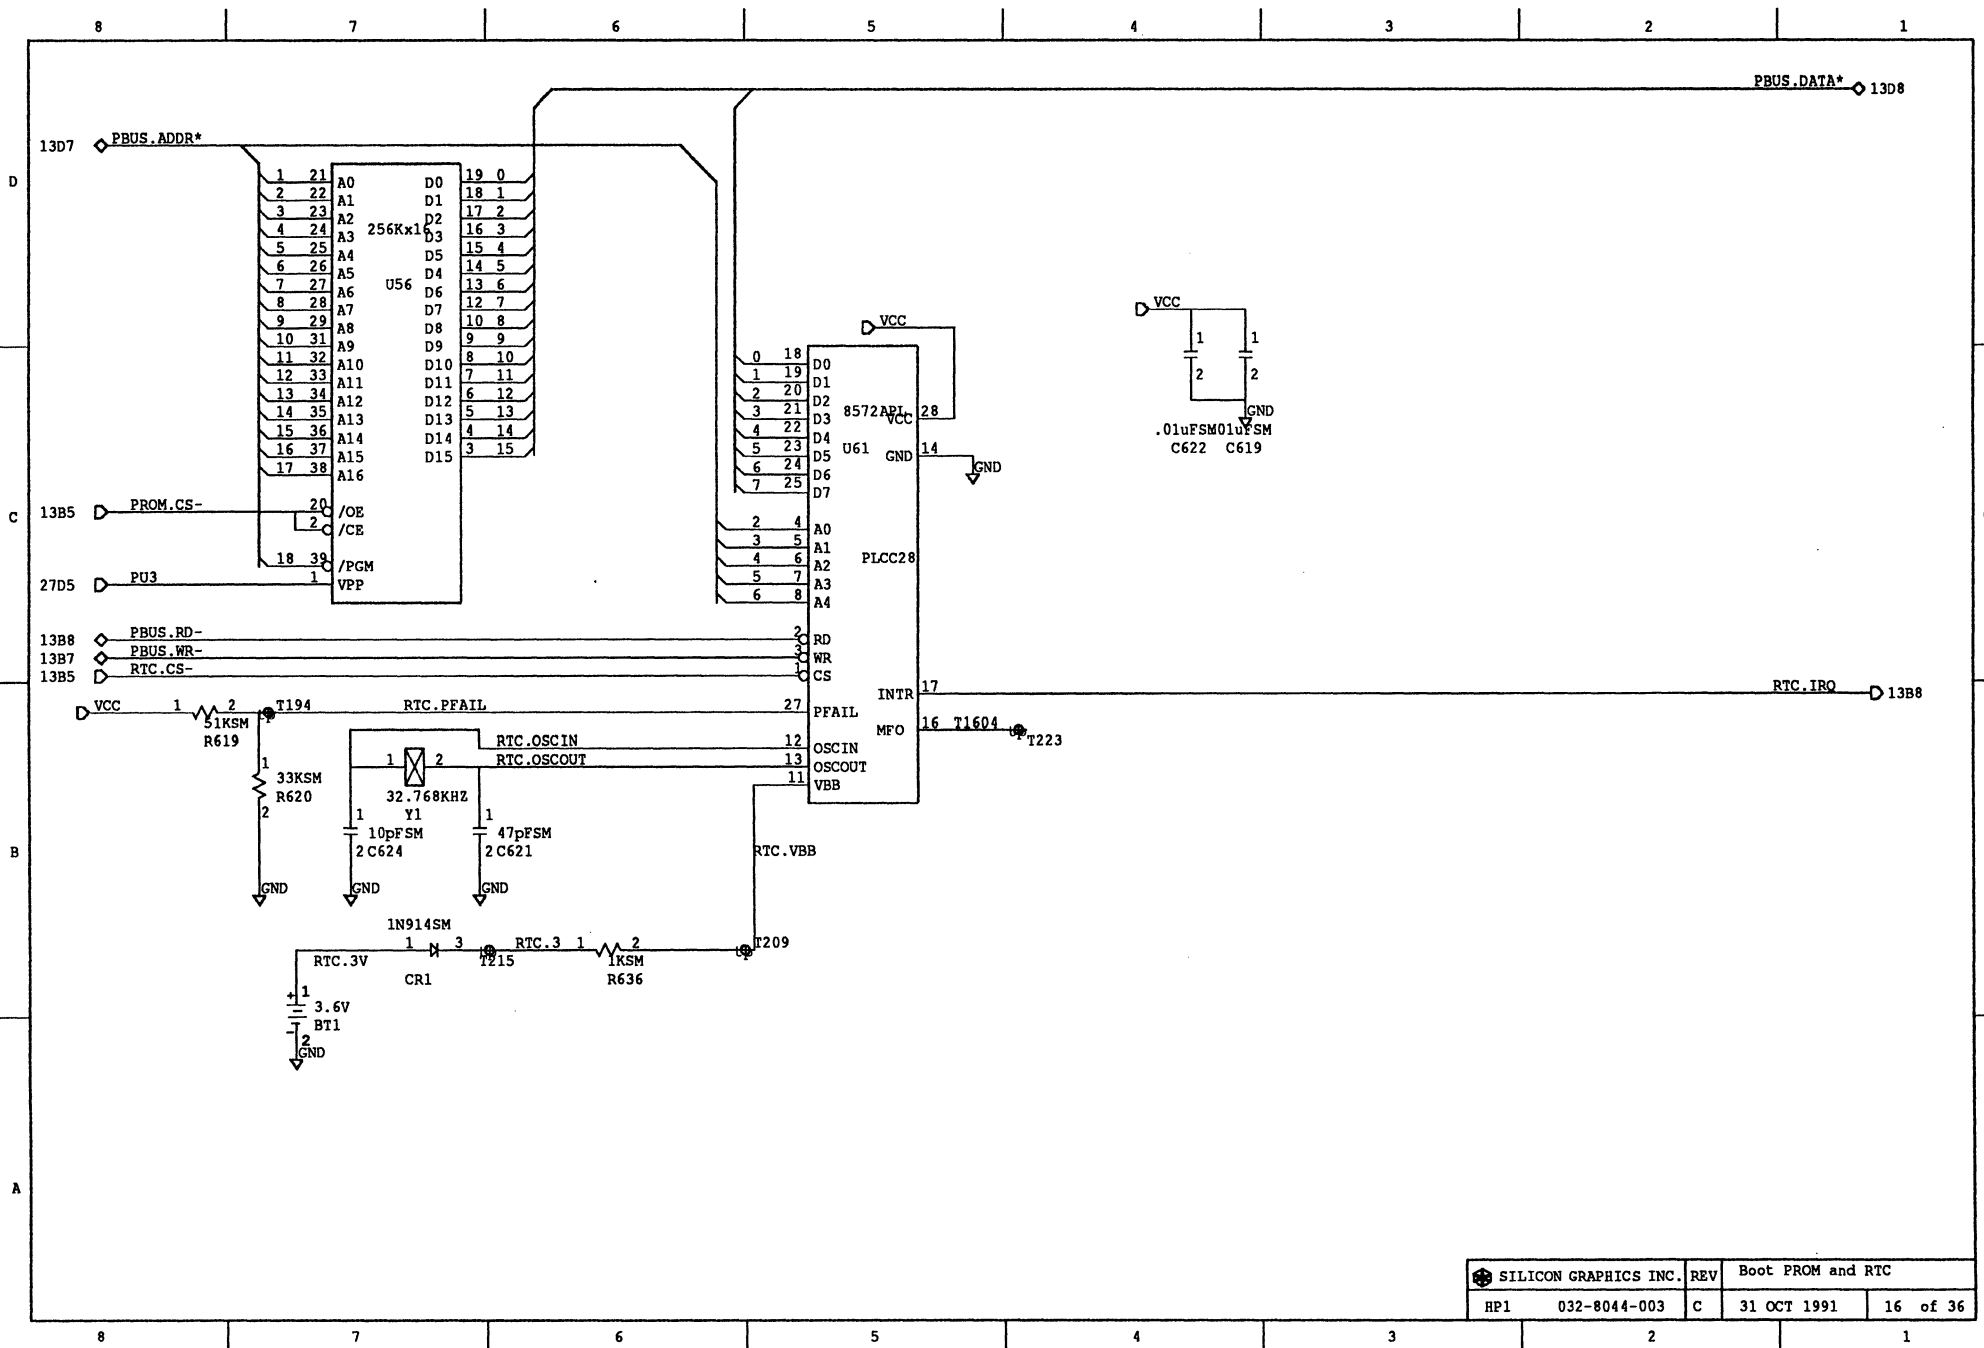 8 7 6 5 4 3 2 1
PBUS.DATA* 13D8
13D7 PBUS.ADDR*
D
1 21 A0 D0 19 0
2 22 A1 D1 18 1
3 23 A2 D2 17 2
4 24 A3 256Kx16 D3 16 3
5 25 A4 D5 15 4
6 26 A5 D4 14 5
7 27 A6 U56 D6 13 6
8 28 A7 D7 12 7
9 29 A8 D8 10 8
10 31 A9 D9 9 9
11 32 A10 D10 8 10
12 33 A11 D11 7 11
13 34 A12 D12 6 12
14 35 A13 D13 5 13
15 36 A14 D14 4 14
16 37 A15 D15 3 15
17 38 A16
C
13B5 PROM.CS- 20 /OE
2 /CE
18 39 /PGM
27D5 PU3 1 VPP
VCC
0 18 D0
1 19 D1
2 20 D2
3 21 D3 8572APL VCC 28
4 22 D4
5 23 D5 U61 GND 14 GND
6 24 D6
7 25 D7
2 4 A0
3 5 A1
4 6 A2 PLCC28
5 7 A3
6 8 A4
VCC
1 1
2 2
GND
.01uFSM 01uFSM
C622 C619
13B8 PBUS.RD- 2 RD
13B7 PBUS.WR- 3 WR
13B5 RTC.CS- 1 CS
INTR 17 RTC.IRQ 13B8
VCC 1 2 T194 RTC.PFAIL 27 PFAIL
51KSM
R619
MFO 16 T1604 T223
RTC.OSCIN 12 OSCIN
1 2 RTC.OSCOUT 13 OSCOUT
11 VBB
1
33KSM
R620
2
32.768KHZ
Y1
1 1
10pFSM 47pFSM
2 C624 2 C621
B
RTC.VBB
GND GND GND
1N914SM
1 3 RTC.3 1 2 T209
RTC.3V T215 1KSM
CR1 R636
+ 1
3.6V
BT1
- 2
GND
A
SILICON GRAPHICS INC. REV Boot PROM and RTC
HP1 032-8044-003 C 31 OCT 1991 16 of 36
8 7 6 5 4 3 2 1